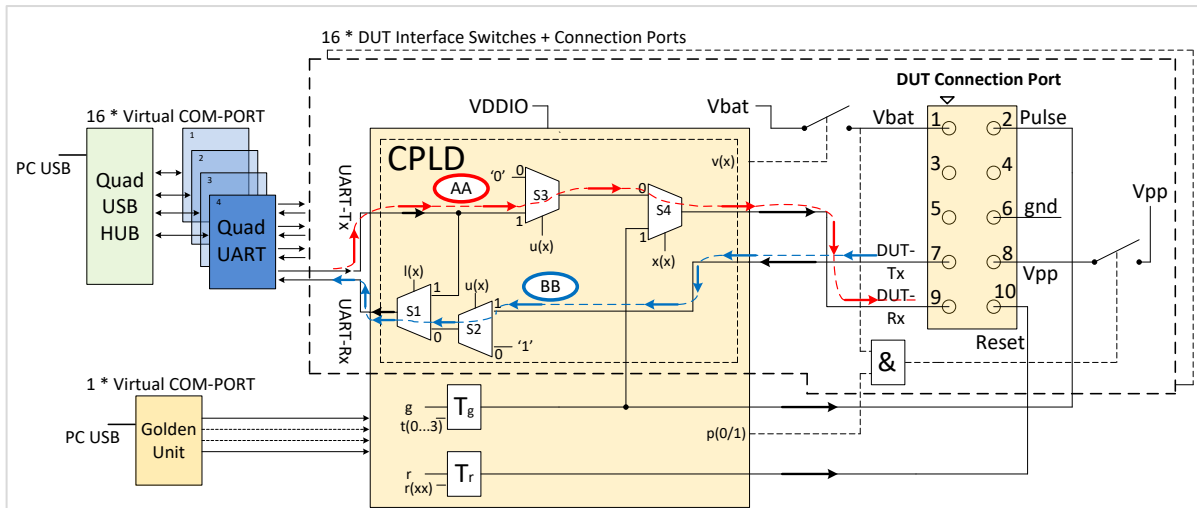 16 * DUT Interface Switches + Connection Ports
DUT Connection Port
VDDIO
Vbat
16 * Virtual COM-PORT
PC USB
Quad
USB
HUB
1
2
3
4
Quad
UART
UART-Tx
UART-Rx
CPLD
AA
'0'
0
1
S3
u(x)
0
1
S4
x(x)
v(x)
BB
l(x)
1
0
S1
u(x)
1
0
S2
'1'
Vbat
1
2
Pulse
3
4
5
6
gnd
DUT-
Tx
7
8
Vpp
Vpp
DUT-
Rx
9
10
Reset
&
1 * Virtual COM-PORT
PC USB
Golden
Unit
g
t(0...3)
Tg
p(0/1)
r
r(xx)
Tr